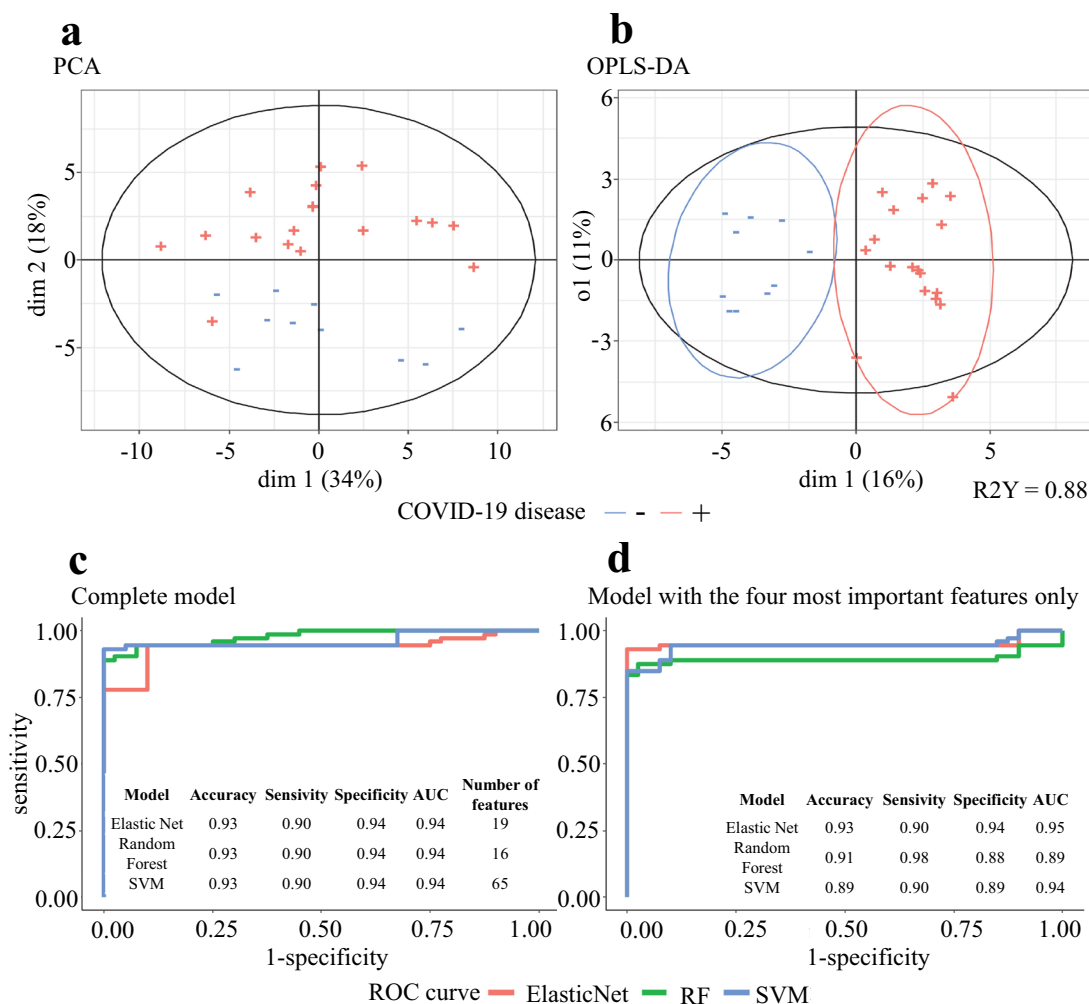 a
PCA
5
0
-5
-10
-5
0
5
10
dim 2 (18%)
dim 1 (34%)
b
OPLS-DA
6
3
0
-3
6
-5
0
5
o1 (11%)
dim 1 (16%)
R2Y = 0.88
COVID-19 disease - +
c
Complete model
1.00
0.75
0.50
0.25
0.00
sensitivity
Model Accuracy Sensivity Specificity AUC Number of features
Elastic Net 0.93 0.90 0.94 0.94 19
Random Forest 0.93 0.90 0.94 0.94 16
SVM 0.93 0.90 0.94 0.94 65
0.00 0.25 0.50 0.75 1.00
1-specificity
d
Model with the four most important features only
1.00
0.75
0.50
0.25
0.00
Model Accuracy Sensivity Specificity AUC
Elastic Net 0.93 0.90 0.94 0.95
Random Forest 0.91 0.98 0.88 0.89
SVM 0.89 0.90 0.89 0.94
0.00 0.25 0.50 0.75 1.00
1-specificity
ROC curve ElasticNet RF SVM